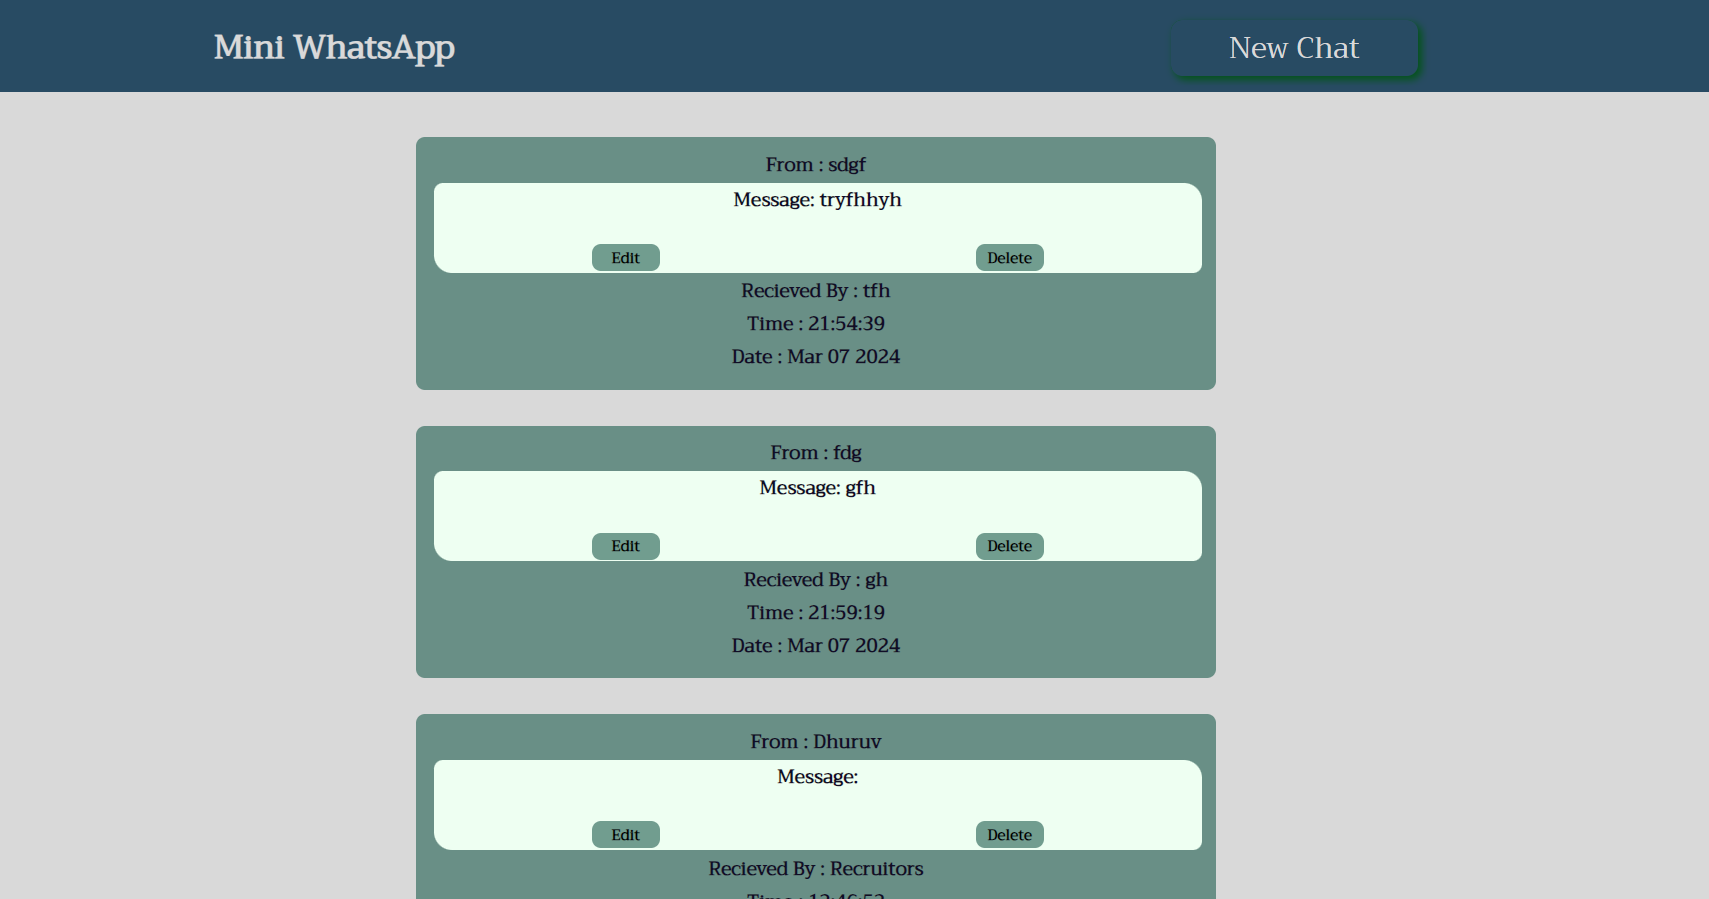 Mini WhatsApp
New Chat
From : sdgf
Message: tryfhhyh
Edit
Delete
Recieved By : tfh
Time : 21:54:39
Date : Mar 07 2024
From : fdg
Message: gfh
Edit
Delete
Recieved By : gh
Time : 21:59:19
Date : Mar 07 2024
From : Dhuruv
Message:
Edit
Delete
Recieved By : Recruitors